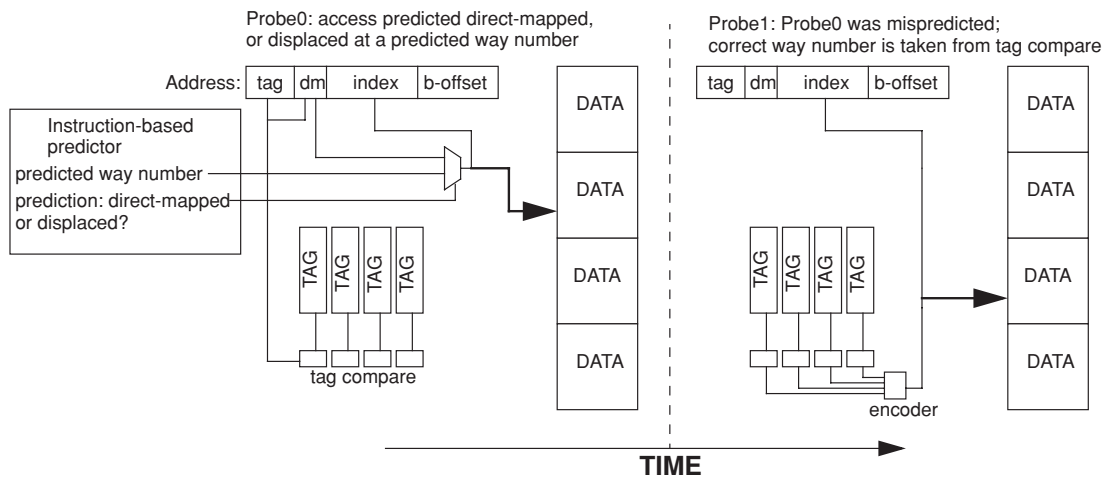 Probe0: access predicted direct-mapped,
or displaced at a predicted way number
Address: tag dm index b-offset
Instruction-based
predictor
predicted way number
prediction: direct-mapped
or displaced?
TAG TAG TAG TAG
tag compare
DATA
DATA
DATA
DATA
Probe1: Probe0 was mispredicted;
correct way number is taken from tag compare
tag dm index b-offset
TAG TAG TAG TAG
encoder
DATA
DATA
DATA
DATA
TIME